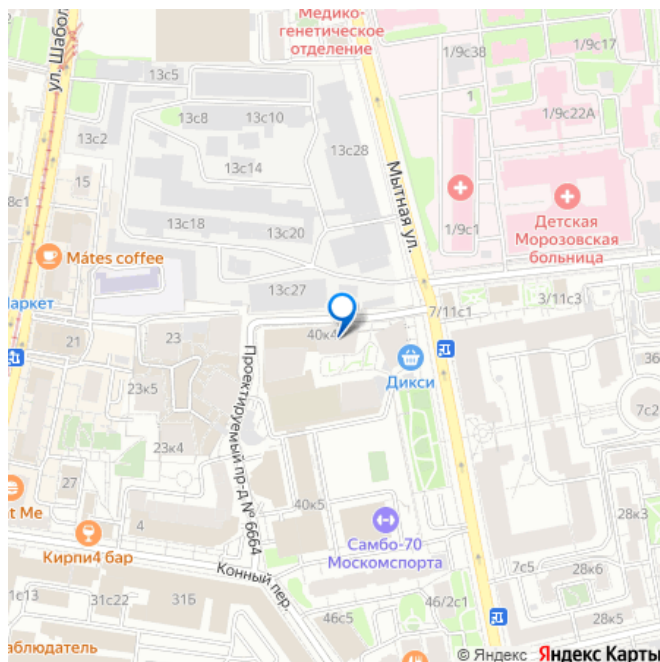 Медико-
генетическое
отделение
ул. Шабол
13с5
1/9с38
1/9с17
1
13с8
13с10
1/9с22А
13с2
13с28
13с14
Мытная ул.
15
8с1
13с18
13с20
1/9с1
Детская
Морозовская
больница
Mates coffee
13с27
3/11с3
7/11с1
Маркет
40к4
23
21
Дикси
Проектируемый пр-д № 6664
23к5
7с2
23к4
27
40к5
28к3
at Me
4
Самбо-70
Москомспорта
Кирпи4 бар
Конный пер.
7с5
28к6
31с22
31Б
46/2с1
46с5
28к5
аблюдатель
© Яндекс Яндекс Карты